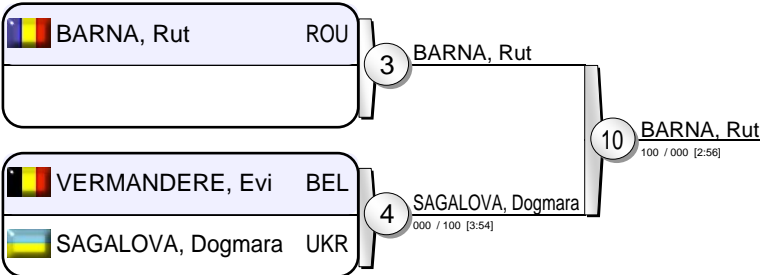 BARNA, Rut ROU
3
BARNA, Rut
10
BARNA, Rut
100 / 000 [2:56]
VERMANDERE, Evi BEL
4
SAGALOVA, Dogmara
000 / 100 [3:54]
SAGALOVA, Dogmara UKR